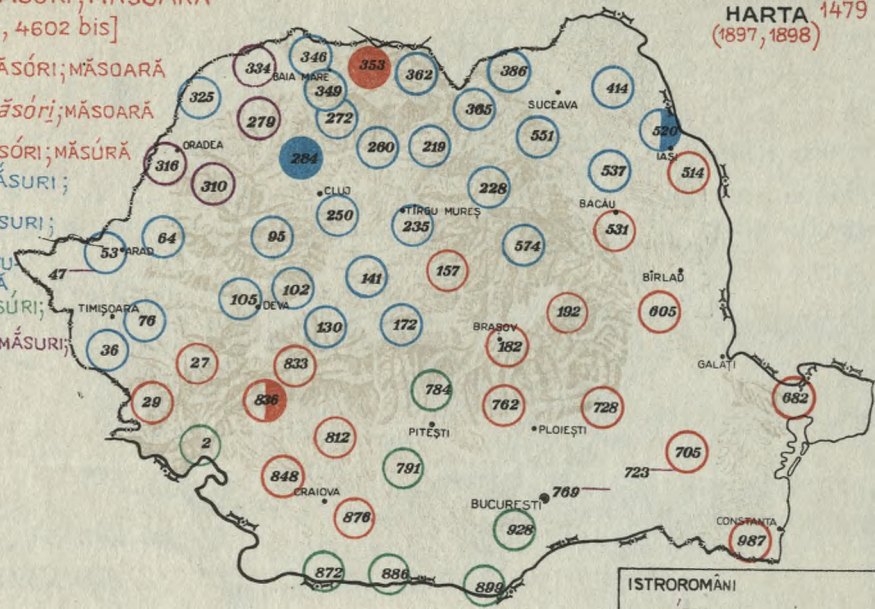 MĂSURI; MĂSOARĂ
, 4602 bis]
ĂSÓRI; MĂSOARĂ
ăsóri; MĂSOARĂ
SÓRI; MĂSÚRĂ
ĂSURI;
SURI;
U-
Ă
SÚRI;
MẮSURI;
HARTA 1479
(1897, 1898)
346
334
BAIA MARE
353
362
386
325
349
365
SUCEAVA
414
279
272
551
520
ORADEA
284
260
219
IAȘI
316
310
537
514
CLUJ
228
BACĂU
250
TÎRGU MUREȘ
235
531
64
95
574
53
ARAD
47
157
BÎRLAD
141
102
105
DEVA
TIMIȘOARA
76
192
605
130
172
BRAȘOV
36
182
27
833
GALAȚI
784
29
836
762
728
682
PITEȘTI
PLOIEȘTI
2
812
791
705
848
723
CRAIOVA
769
BUCUREȘTI
876
928
CONSTANȚA
987
872
886
899
ISTROROMÂNI